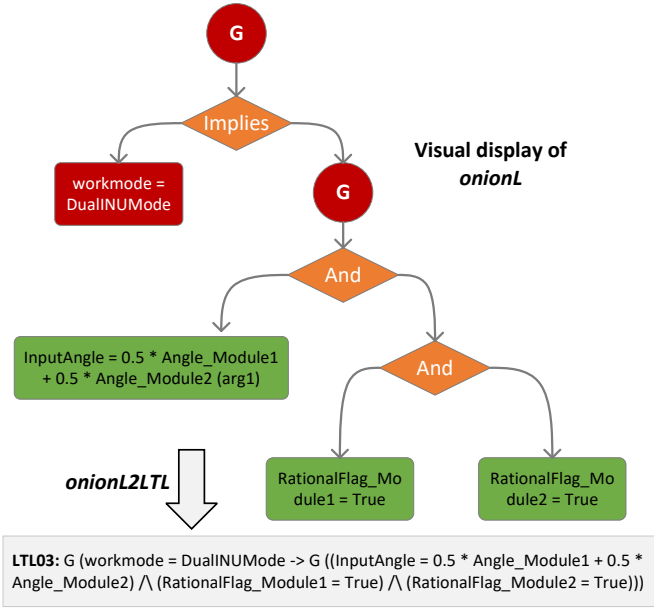 G
Implies
Visual display of
onionL
workmode =
DualINUMode
G
And
InputAngle = 0.5 * Angle_Module1
+ 0.5 * Angle_Module2 (arg1)
And
onionL2LTL
RationalFlag_Mo
dule1 = True
RationalFlag_Mo
dule2 = True
LTL03: G (workmode = DualINUMode -> G ((InputAngle = 0.5 * Angle_Module1 + 0.5 *
Angle_Module2) /\ (RationalFlag_Module1 = True) /\ (RationalFlag_Module2 = True)))